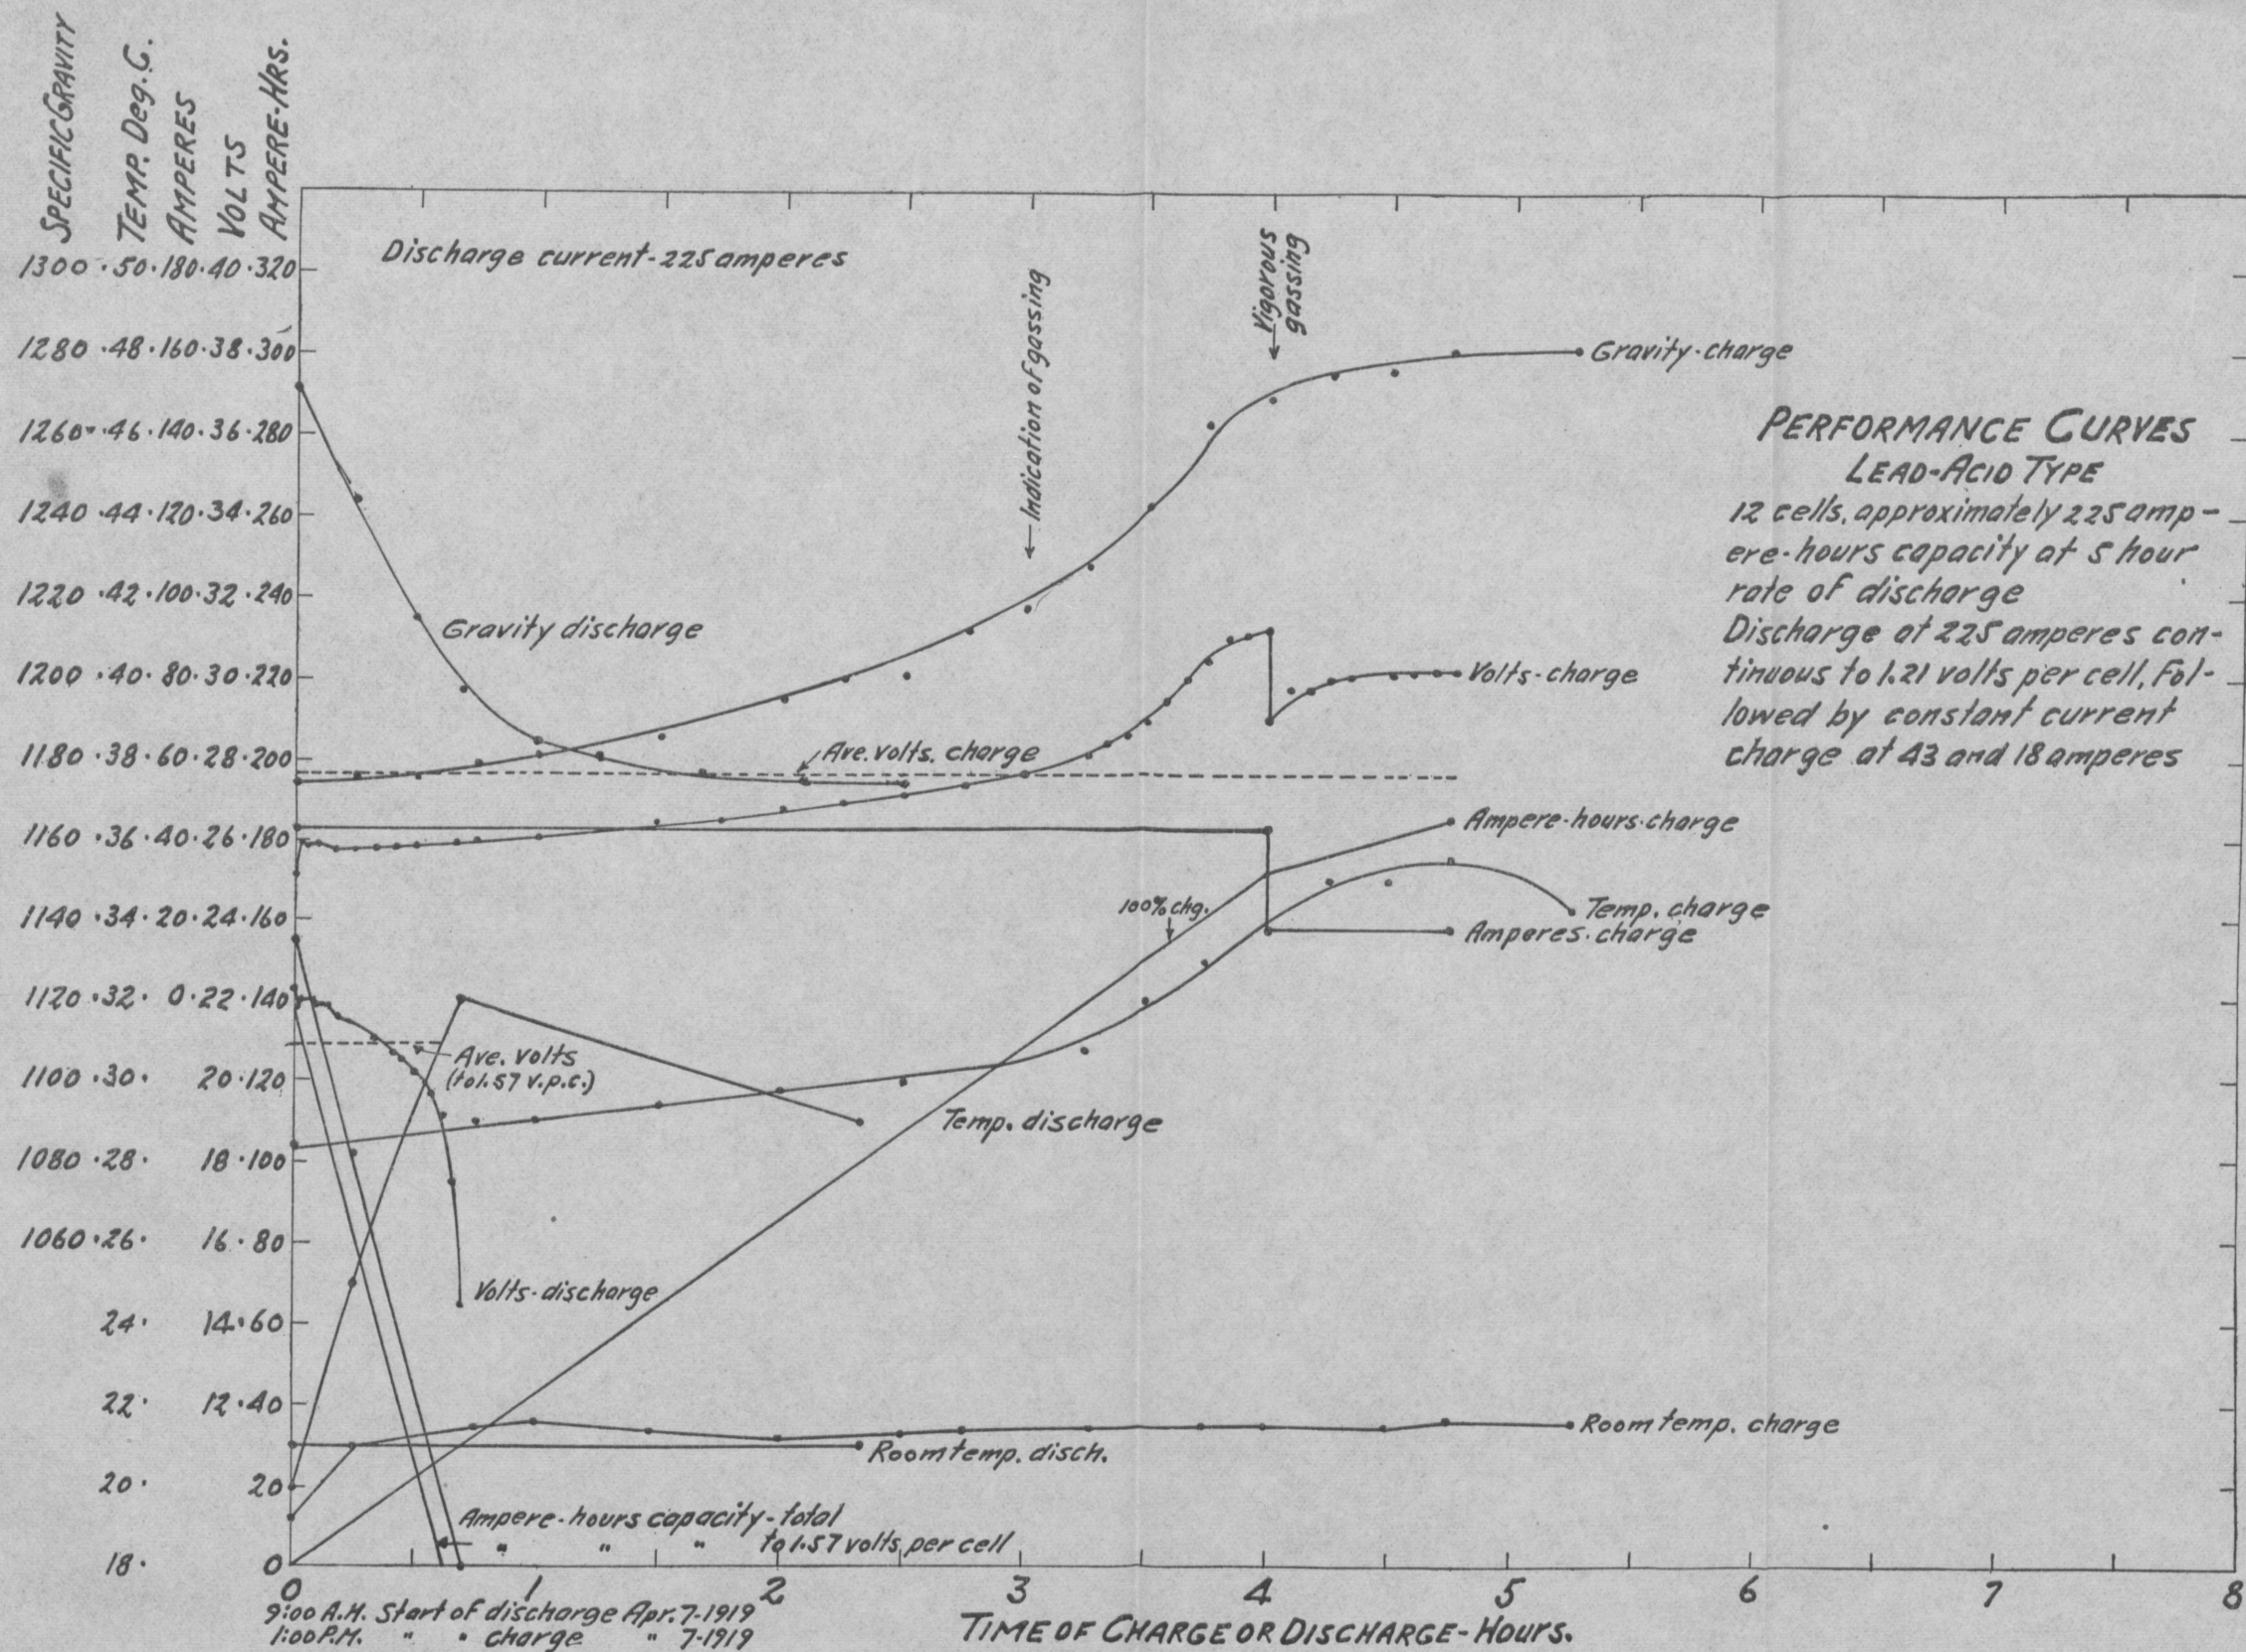 SPECIFIC GRAVITY
TEMP. Deg. C.
AMPERES
VOLTS
AMPERE-HRS.
1300 · 50 · 180 · 40 · 320
1280 · 48 · 160 · 38 · 300
1260 · 46 · 140 · 36 · 280
1240 · 44 · 120 · 34 · 260
1220 · 42 · 100 · 32 · 240
1200 · 40 · 80 · 30 · 220
1180 · 38 · 60 · 28 · 200
1160 · 36 · 40 · 26 · 180
1140 · 34 · 20 · 24 · 160
1120 · 32 · 0 · 22 · 140
1100 · 30 · 20 · 120
1080 · 28 · 18 · 100
1060 · 26 · 16 · 80
24 · 14 · 60
22 · 12 · 40
20 · 20
18 · 0
Discharge current - 225 amperes
Indication of gassing
Vigorous
gassing
Gravity - charge
PERFORMANCE CURVES
LEAD-ACID TYPE
12 cells, approximately 225 amp-
ere-hours capacity at 5 hour
rate of discharge
Discharge at 225 amperes con-
tinuous to 1.21 volts per cell, Fol-
lowed by constant current
charge at 43 and 18 amperes
Gravity discharge
Volts - charge
Ave. volts. charge
Ampere-hours. charge
100% chg.
Temp. charge
Amperes. charge
Ave. volts
(to 1.57 v.p.c.)
Temp. discharge
Volts - discharge
Room temp. charge
Room temp. disch.
Ampere-hours capacity - total
" " " to 1.57 volts per cell
0 1 2 3 4 5 6 7 8
9:00 A.M. Start of discharge Apr. 7-1919
1:00 P.M. " " charge " 7-1919
TIME OF CHARGE OR DISCHARGE - HOURS.